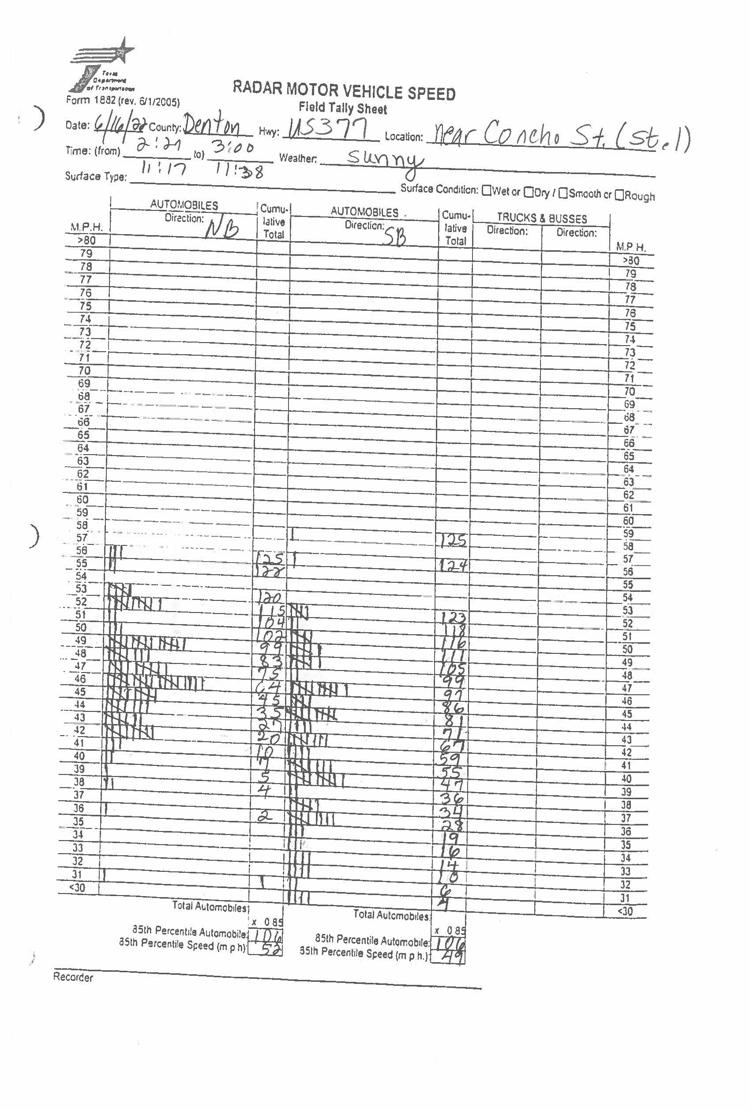 Texas
Department
of Transportation
Form 1882 (rev. 6/1/2005)
RADAR MOTOR VEHICLE SPEED
Field Tally Sheet
Date: 6/16/22 County: Denton Hwy: US377 Location: near Concho St. (st.1)
Time: (from) 2:21 to) 3:00 Weather: sunny
11:17 11:38
Surface Type: Surface Condition: Wet or Dry / Smooth or Rough
AUTOMOBILES Cumu- AUTOMOBILES Cumu- TRUCKS & BUSSES
Direction: NB lative Direction: SB lative Direction: Direction:
M.P.H. Total Total M.P.H.
>80 >80
79 79
78 78
77 77
76 76
75 75
74 74
73 73
72 72
71 71
70 70
69 69
68 68
67 67
66 66
65 65
64 64
63 63
62 62
61 61
60 60
59 59
58 125 58
57 57
56 125 124 56
55 122 55
54 54
53 120 123 53
52 115 118 52
51 104 116 51
50 102 111 50
49 99 105 49
48 83 99 48
47 75 97 47
46 64 86 46
45 45 81 45
44 35 71 44
43 27 67 43
42 20 59 42
41 10 55 41
40 7 47 40
39 5 36 39
38 4 34 38
37 28 37
36 2 19 36
35 16 35
34 14 34
33 10 33
32 6 32
31 1 4 31
<30 <30
Total Automobiles Total Automobiles
x 0.85 x 0.85
85th Percentile Automobile: 106 85th Percentile Automobile: 106
85th Percentile Speed (m p h) 52 85th Percentile Speed (m p h.) 49
Recorder